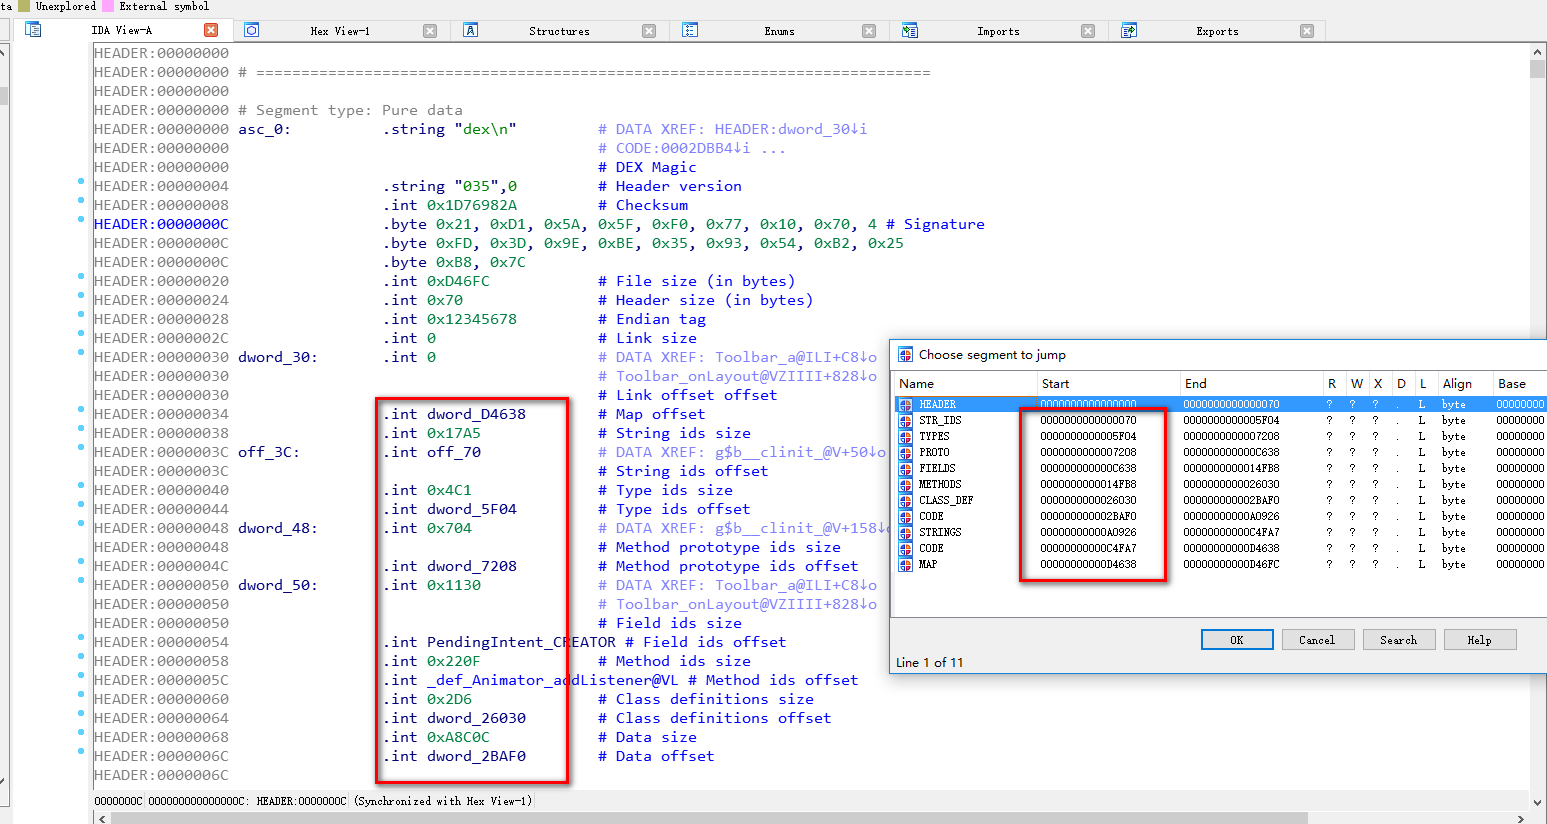 ta Unexplored External symbol
IDA View-A Hex View-1 Structures Enums Imports Exports
HEADER:00000000
HEADER:00000000 # ===========================================================================
HEADER:00000000
HEADER:00000000 # Segment type: Pure data
HEADER:00000000 asc_0: .string "dex\n" # DATA XREF: HEADER:dword_30↓i
HEADER:00000000 # CODE:0002DBB4↓i ...
HEADER:00000000 # DEX Magic
HEADER:00000004 .string "035",0 # Header version
HEADER:00000008 .int 0x1D76982A # Checksum
HEADER:0000000C .byte 0x21, 0xD1, 0x5A, 0x5F, 0xF0, 0x77, 0x10, 0x70, 4 # Signature
HEADER:0000000C .byte 0xFD, 0x3D, 0x9E, 0xBE, 0x35, 0x93, 0x54, 0xB2, 0x25
HEADER:0000000C .byte 0xB8, 0x7C
HEADER:00000020 .int 0xD46FC # File size (in bytes)
HEADER:00000024 .int 0x70 # Header size (in bytes)
HEADER:00000028 .int 0x12345678 # Endian tag
HEADER:0000002C .int 0 # Link size
HEADER:00000030 dword_30: .int 0 # DATA XREF: Toolbar_a@ILI+C8↓o
HEADER:00000030 # Toolbar_onLayout@VZIIII+828↓o
HEADER:00000030 # Link offset offset
HEADER:00000034 .int dword_D4638 # Map offset
HEADER:00000038 .int 0x17A5 # String ids size
HEADER:0000003C off_3C: .int off_70 # DATA XREF: g$b__clinit_@V+50↓o
HEADER:0000003C # String ids offset
HEADER:00000040 .int 0x4C1 # Type ids size
HEADER:00000044 .int dword_5F04 # Type ids offset
HEADER:00000048 dword_48: .int 0x704 # DATA XREF: g$b__clinit_@V+158↓o
HEADER:00000048 # Method prototype ids size
HEADER:0000004C .int dword_7208 # Method prototype ids offset
HEADER:00000050 dword_50: .int 0x1130 # DATA XREF: Toolbar_a@ILI+C8↓o
HEADER:00000050 # Toolbar_onLayout@VZIIII+828↓o
HEADER:00000050 # Field ids size
HEADER:00000054 .int PendingIntent_CREATOR # Field ids offset
HEADER:00000058 .int 0x220F # Method ids size
HEADER:0000005C .int _def_Animator_addListener@VL # Method ids offset
HEADER:00000060 .int 0x2D6 # Class definitions size
HEADER:00000064 .int dword_26030 # Class definitions offset
HEADER:00000068 .int 0xA8C0C # Data size
HEADER:0000006C .int dword_2BAF0 # Data offset
HEADER:0000006C
0000000C 000000000000000C: HEADER:0000000C (Synchronized with Hex View-1)
Choose segment to jump
Name Start End R W X D L Align Base
HEADER 0000000000000000 0000000000000070 ? ? ? . L byte 00000000
STR_IDS 0000000000000070 0000000000005F04 ? ? ? . L byte 00000000
TYPES 0000000000005F04 0000000000007208 ? ? ? . L byte 00000000
PROTO 0000000000007208 000000000000C638 ? ? ? . L byte 00000000
FIELDS 000000000000C638 0000000000014FB8 ? ? ? . L byte 00000000
METHODS 0000000000014FB8 0000000000026030 ? ? ? . L byte 00000000
CLASS_DEF 0000000000026030 000000000002BAF0 ? ? ? . L byte 00000000
CODE 000000000002BAF0 00000000000A0926 ? ? ? . L byte 00000000
STRINGS 00000000000A0926 00000000000C4FA7 ? ? ? . L byte 00000000
CODE 00000000000C4FA7 00000000000D4638 ? ? ? . L byte 00000000
MAP 00000000000D4638 00000000000D46FC ? ? ? . L byte 00000000
OK Cancel Search Help
Line 1 of 11